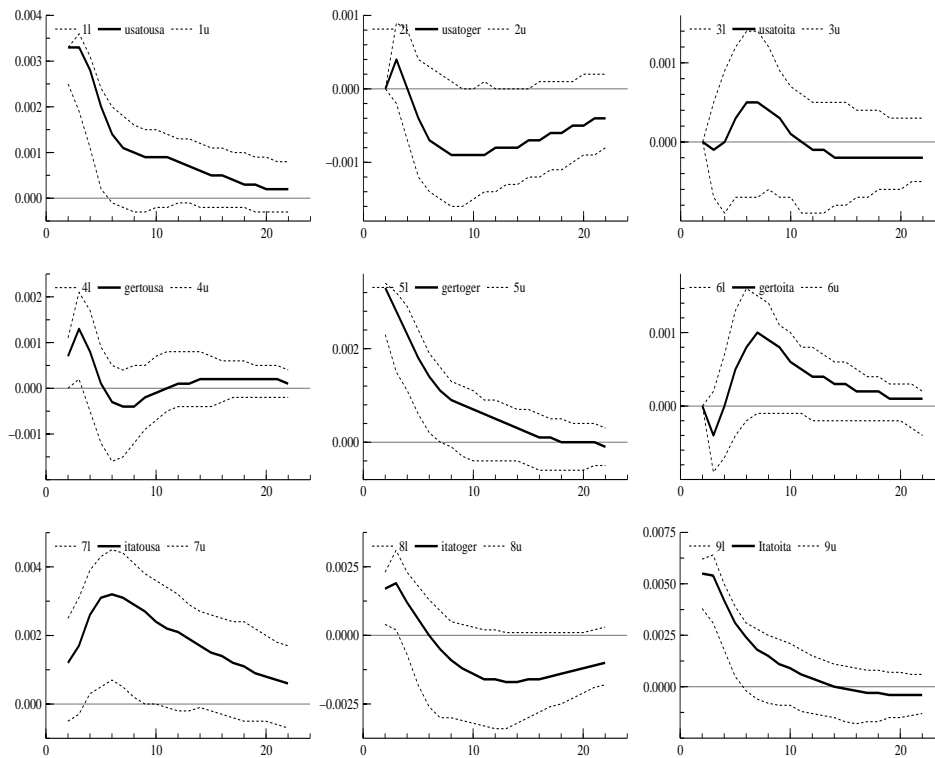 1l usatousa 1u
0.004
0.003
0.002
0.001
0.000
0 10 20
2l usatoger 2u
0.001
0.000
−0.001
0 10 20
3l usatoita 3u
0.001
0.000
0 10 20
4l gertousa 4u
0.002
0.001
0.000
−0.001
0 10 20
5l gertoger 5u
0.002
0.000
0 10 20
6l gertoita 6u
0.001
0.000
0 10 20
7l itatousa 7u
0.004
0.002
0.000
0 10 20
8l itatoger 8u
0.0025
0.0000
−0.0025
0 10 20
9l Itatoita 9u
0.0075
0.0050
0.0025
0.0000
0 10 20